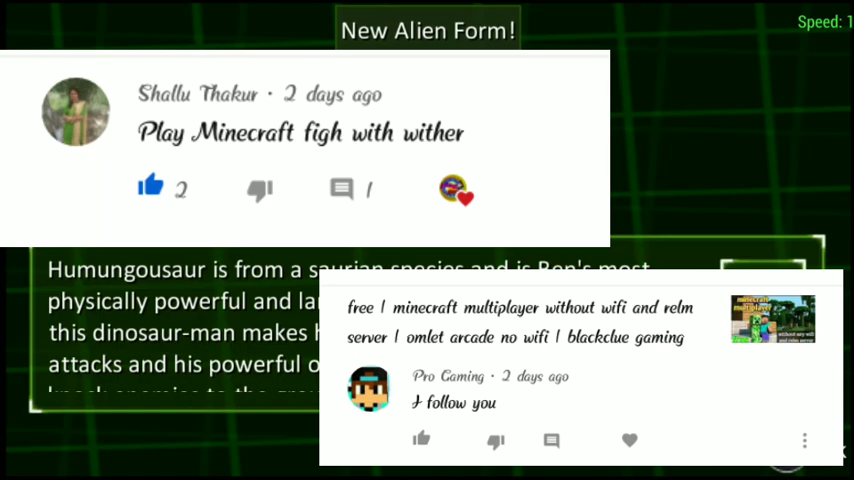 New Alien Form!
Speed: 1
Shallu Thakur · 2 days ago
Play Minecraft figh with wither
2
1
Humungousaur is from a saurian species and is Ben's most
physically powerful and
this dinosaur-man makes
attacks and his powerful
free | minecraft multiplayer without wifi and relm
server | omlet arcade no wifi | blackclue gaming
minecraft
multiplayer
Pro Gaming · 2 days ago
I follow you